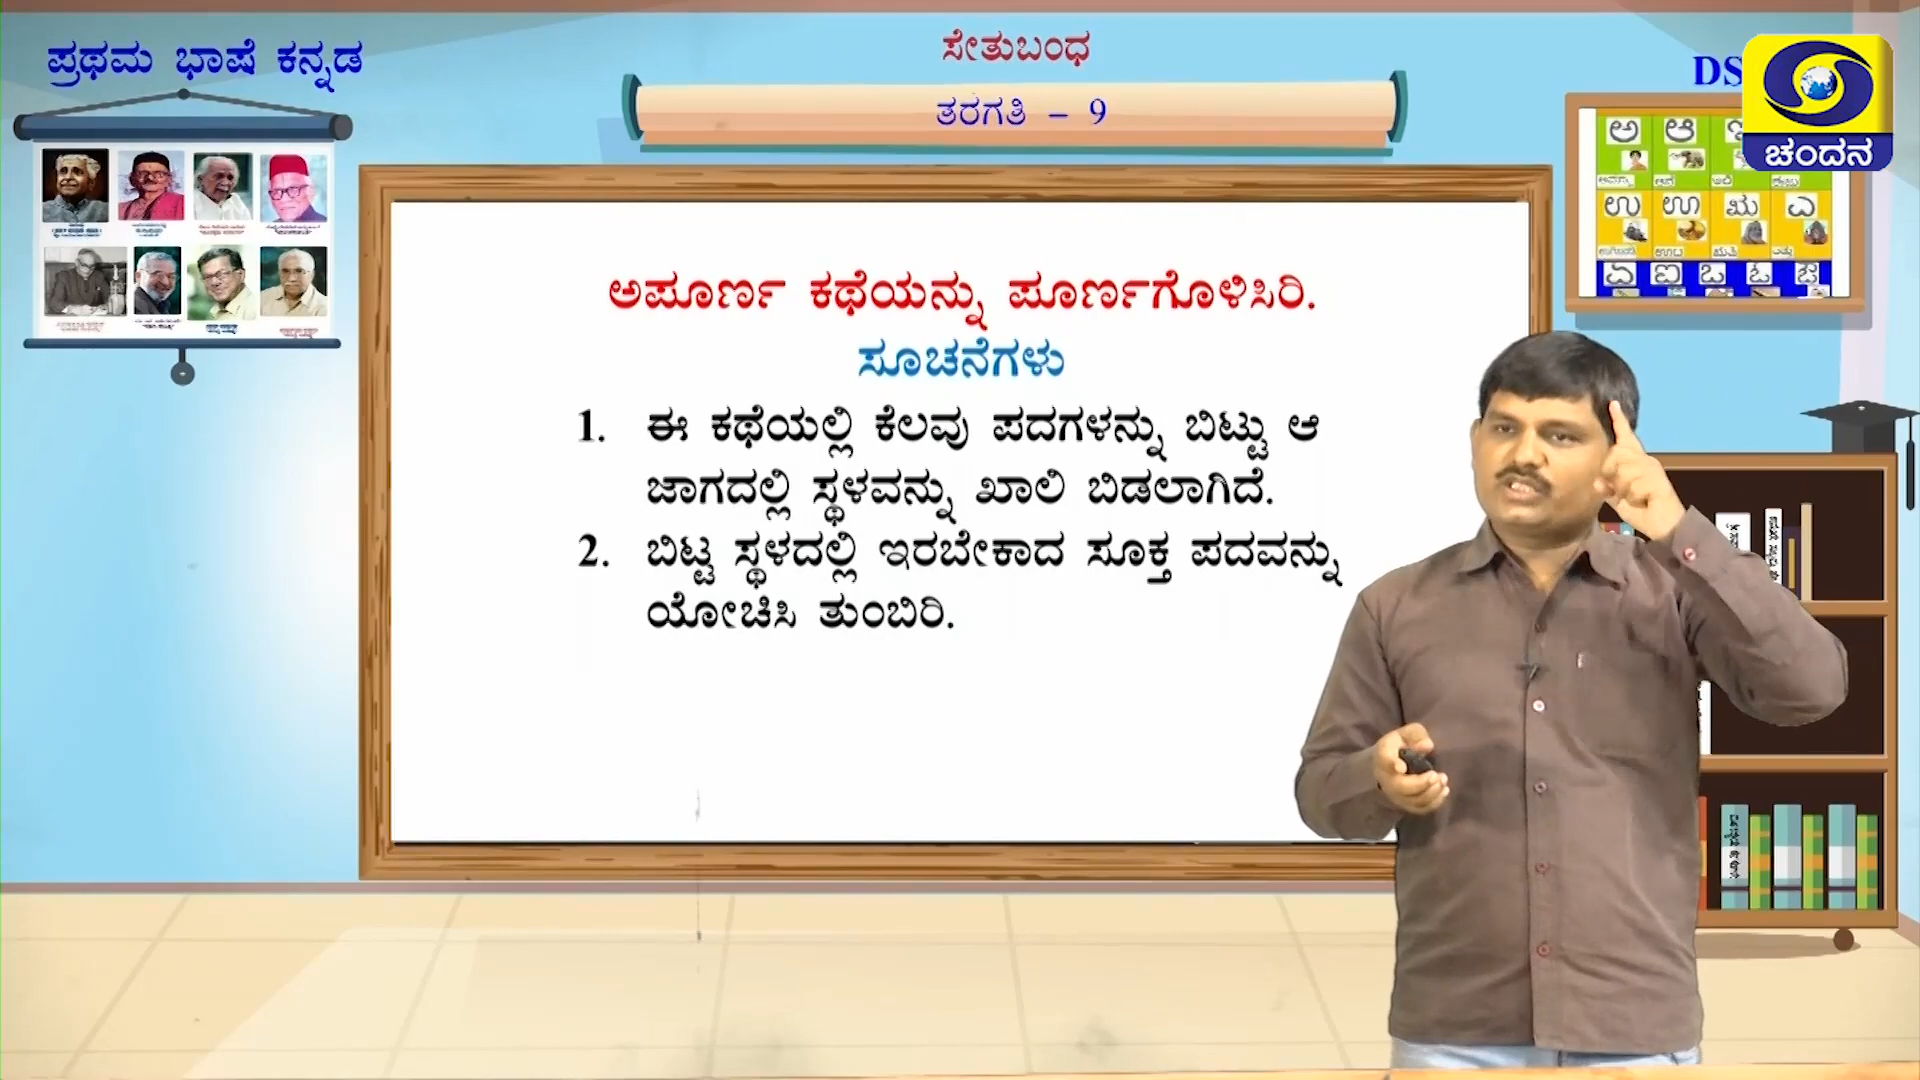 ಪ್ರಥಮ ಭಾಷೆ ಕನ್ನಡ
ಸೇತುಬಂಧ
ತರಗತಿ – 9
DS
ಚಂದನ
ಅಪೂರ್ಣ ಕಥೆಯನ್ನು ಪೂರ್ಣಗೊಳಿಸಿರಿ.
ಸೂಚನೆಗಳು
1. ಈ ಕಥೆಯಲ್ಲಿ ಕೆಲವು ಪದಗಳನ್ನು ಬಿಟ್ಟು ಆ
ಜಾಗದಲ್ಲಿ ಸ್ಥಳವನ್ನು ಖಾಲಿ ಬಿಡಲಾಗಿದೆ.
2. ಬಿಟ್ಟ ಸ್ಥಳದಲ್ಲಿ ಇರಬೇಕಾದ ಸೂಕ್ತ ಪದವನ್ನು
ಯೋಚಿಸಿ ತುಂಬಿರಿ.
ಅ ಆ
ಉ ಊ ಋ ಎ
ಏ ಐ ಒ ಓ ಔ